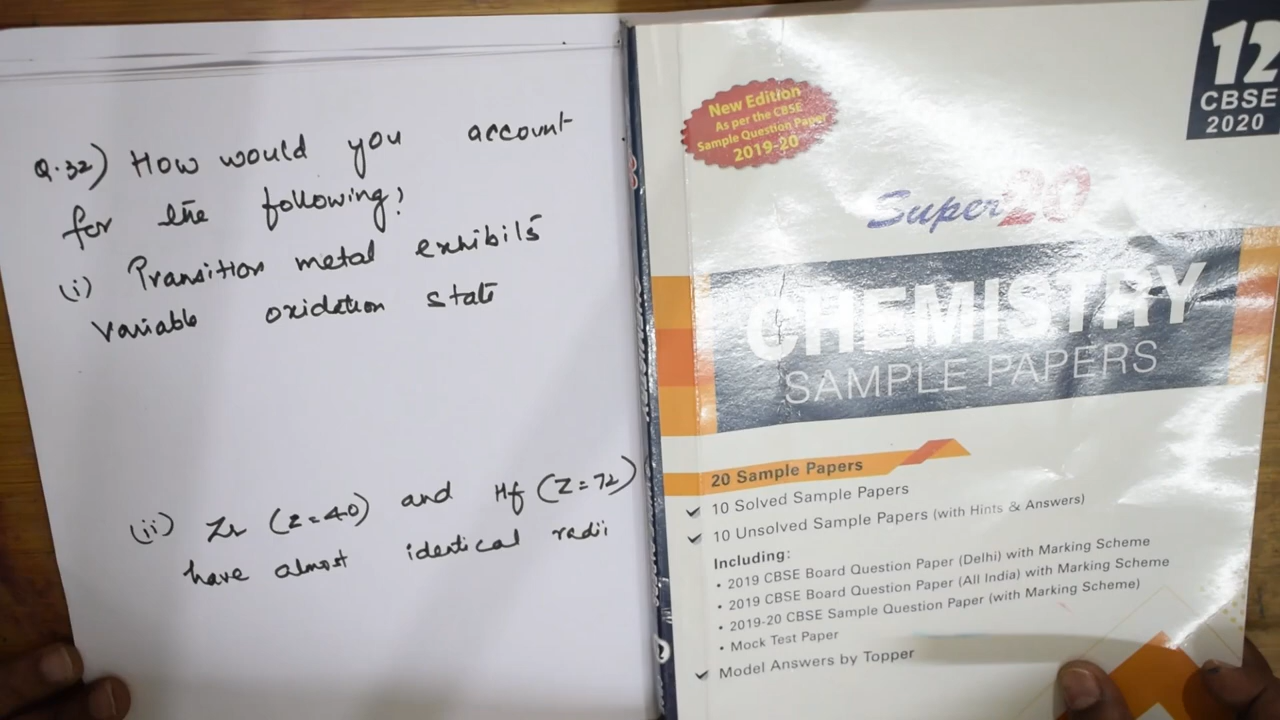 Q.32) How would you account
for the following?
(i) Transition metal exhibits
variable oxidation state
(ii) Zr (Z=40) and Hf (Z=72)
have almost identical radii
12
CBSE
2020
New Edition
As per the CBSE
Sample Question Paper
2019-20
Super 20
CHEMISTRY
SAMPLE PAPERS
20 Sample Papers
10 Solved Sample Papers
10 Unsolved Sample Papers (with Hints & Answers)
Including:
• 2019 CBSE Board Question Paper (Delhi) with Marking Scheme
• 2019 CBSE Board Question Paper (All India) with Marking Scheme
• 2019-20 CBSE Sample Question Paper (with Marking Scheme)
• Mock Test Paper
Model Answers by Topper